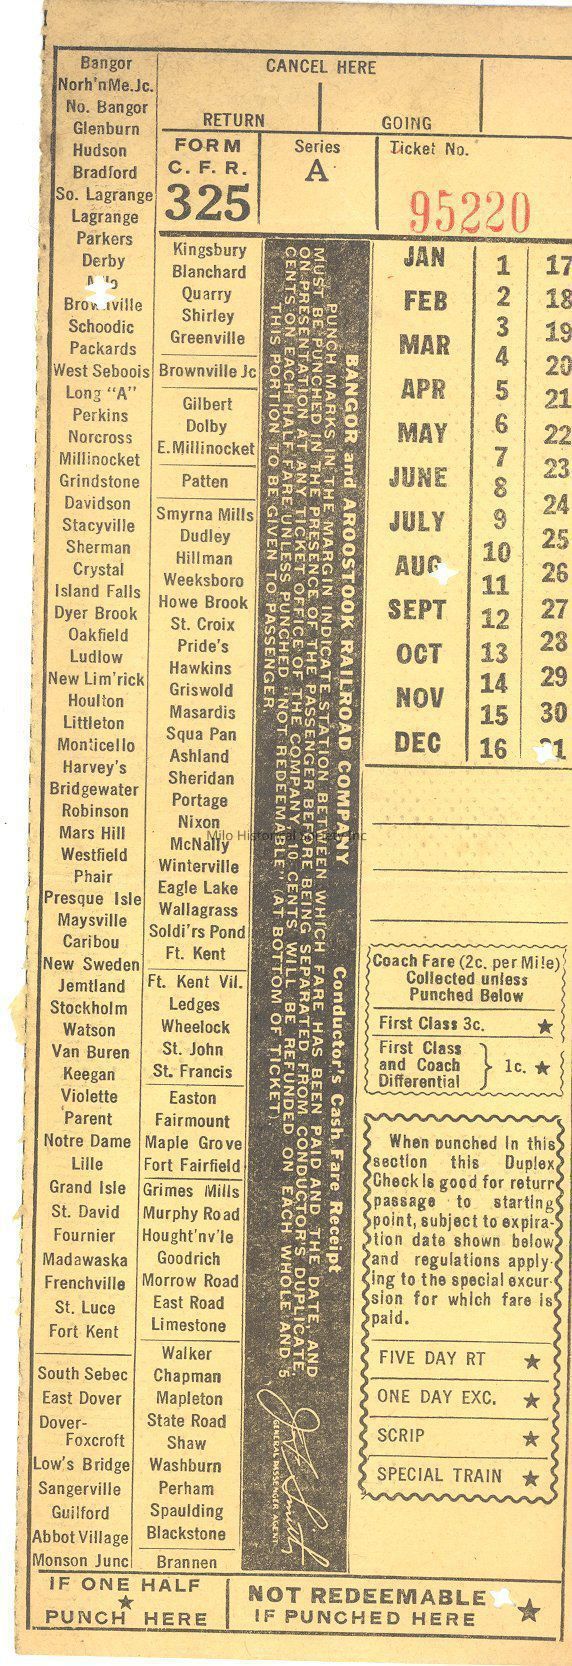 CANCEL HERE
RETURN
GOING
FORM
C. F. R.
325
Series
A
Ticket No.
95220
Bangor
Norh'nMe.Jc.
No. Bangor
Glenburn
Hudson
Bradford
So. Lagrange
Lagrange
Parkers
Derby
Schoodic
Packards
West Seboois
Long "A"
Perkins
Norcross
Millinocket
Grindstone
Davidson
Stacyville
Sherman
Crystal
Island Falls
Dyer Brook
Oakfield
Ludlow
New Lim'rick
Houlton
Littleton
Monticello
Harvey's
Bridgewater
Robinson
Mars Hill
Westfield
Phair
Presque Isle
Maysville
Caribou
New Sweden
Jemtland
Stockholm
Watson
Van Buren
Keegan
Violette
Parent
Notre Dame
Lille
Grand Isle
St. David
Fournier
Madawaska
Frenchville
St. Luce
Fort Kent
South Sebec
East Dover
Dover-
Foxcroft
Low's Bridge
Sangerville
Guilford
Abbot Village
Monson Junc
Kingsbury
Blanchard
Quarry
Shirley
Greenville
Brownville Jc
Gilbert
Dolby
E.Millinocket
Patten
Smyrna Mills
Dudley
Hillman
Weeksboro
Howe Brook
St. Croix
Pride's
Hawkins
Griswold
Masardis
Squa Pan
Ashland
Sheridan
Portage
Nixon
McNally
Winterville
Eagle Lake
Wallagrass
Soldi'rs Pond
Ft. Kent
Ft. Kent Vil.
Ledges
Wheelock
St. John
St. Francis
Easton
Fairmount
Maple Grove
Fort Fairfield
Grimes Mills
Murphy Road
Hought'nv'le
Goodrich
Morrow Road
East Road
Limestone
Walker
Chapman
Mapleton
State Road
Shaw
Washburn
Perham
Spaulding
Blackstone
Brannen
BANGOR and AROOSTOOK RAILROAD COMPANY Conductor's Cash Fare Receipt
PUNCH MARKS IN THE MARGIN INDICATE STATION BETWEEN WHICH FARE HAS BEEN PAID AND THE DATE, AND
MUST BE PUNCHED IN THE PRESENCE OF THE PASSENGER BEFORE BEING SEPARATED FROM CONDUCTOR'S DUPLICATE
ON PRESENTATION AT ANY TICKET OFFICE OF THE COMPANY, 10 CENTS WILL BE REFUNDED ON EACH WHOLE AND 5
CENTS ON EACH HALF FARE UNLESS PUNCHED "NOT REDEEMABLE" (AT BOTTOM OF TICKET.)
THIS PORTION TO BE GIVEN TO PASSENGER
GENERAL PASSENGER AGENT.
Milo Historical Society Inc
JAN
FEB
MAR
APR
MAY
JUNE
JULY
AUG
SEPT
OCT
NOV
DEC
1
2
3
4
5
6
7
8
9
10
11
12
13
14
15
16
17
18
19
20
21
22
23
24
25
26
27
28
29
30
Coach Fare (2c. per Mile)
Collected unless
Punched Below
First Class 3c. ★
First Class
and Coach
Differential } 1c. ★
When punched in this
section this Duplex
Check is good for return
passage to starting
point, subject to expira-
tion date shown below
and regulations apply-
ing to the special excur-
sion for which fare is
paid.
FIVE DAY RT ★
ONE DAY EXC. ★
SCRIP ★
SPECIAL TRAIN ★
IF ONE HALF
★
PUNCH HERE
NOT REDEEMABLE ★
IF PUNCHED HERE